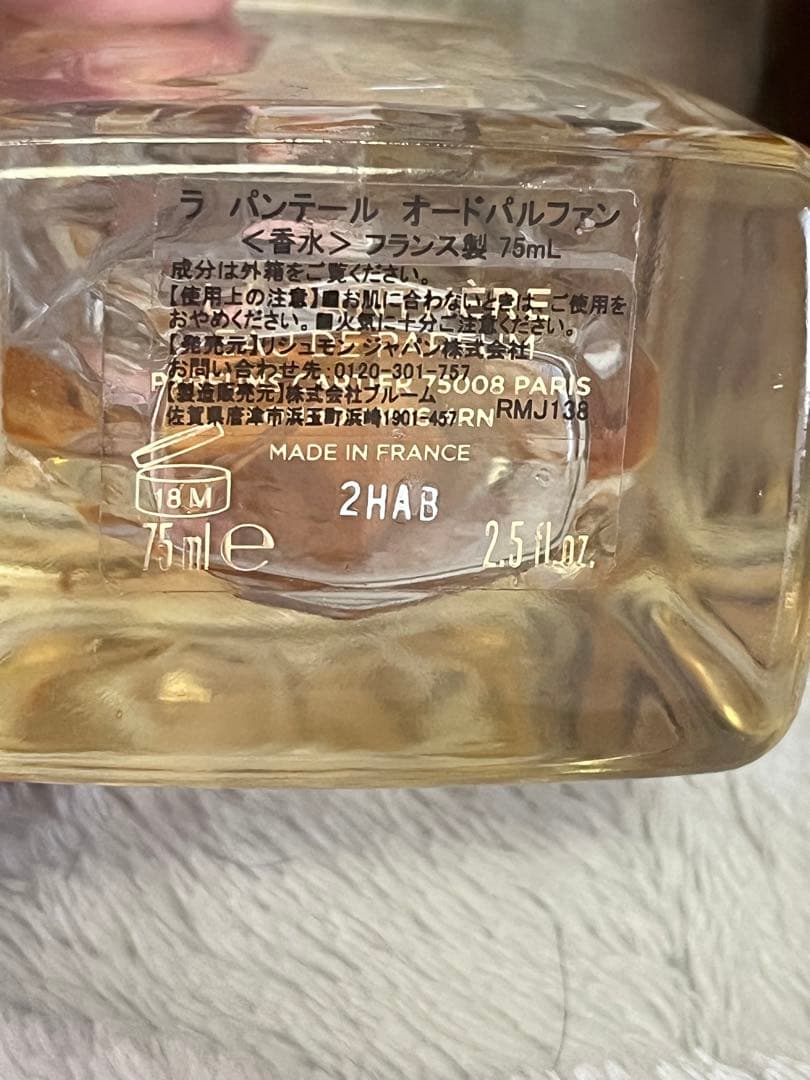 ラ パンテール オードパルファン
＜香水＞ フランス製 75mL
成分は外箱をご覧ください。
【使用上の注意】■お肌に合わないときは、ご使用を
おやめください。■火気に十分ご注意ください。
【発売元】リシュモン ジャパン株式会社
お問い合わせ先:0120-301-757
【製造販売元】株式会社ブルーム
佐賀県唐津市浜玉町浜崎1901-457 RMJ138
PARFUMS CARTIER 75008 PARIS
MADE IN FRANCE
18 M
2HAB
75 ml e 2.5 fl.oz.